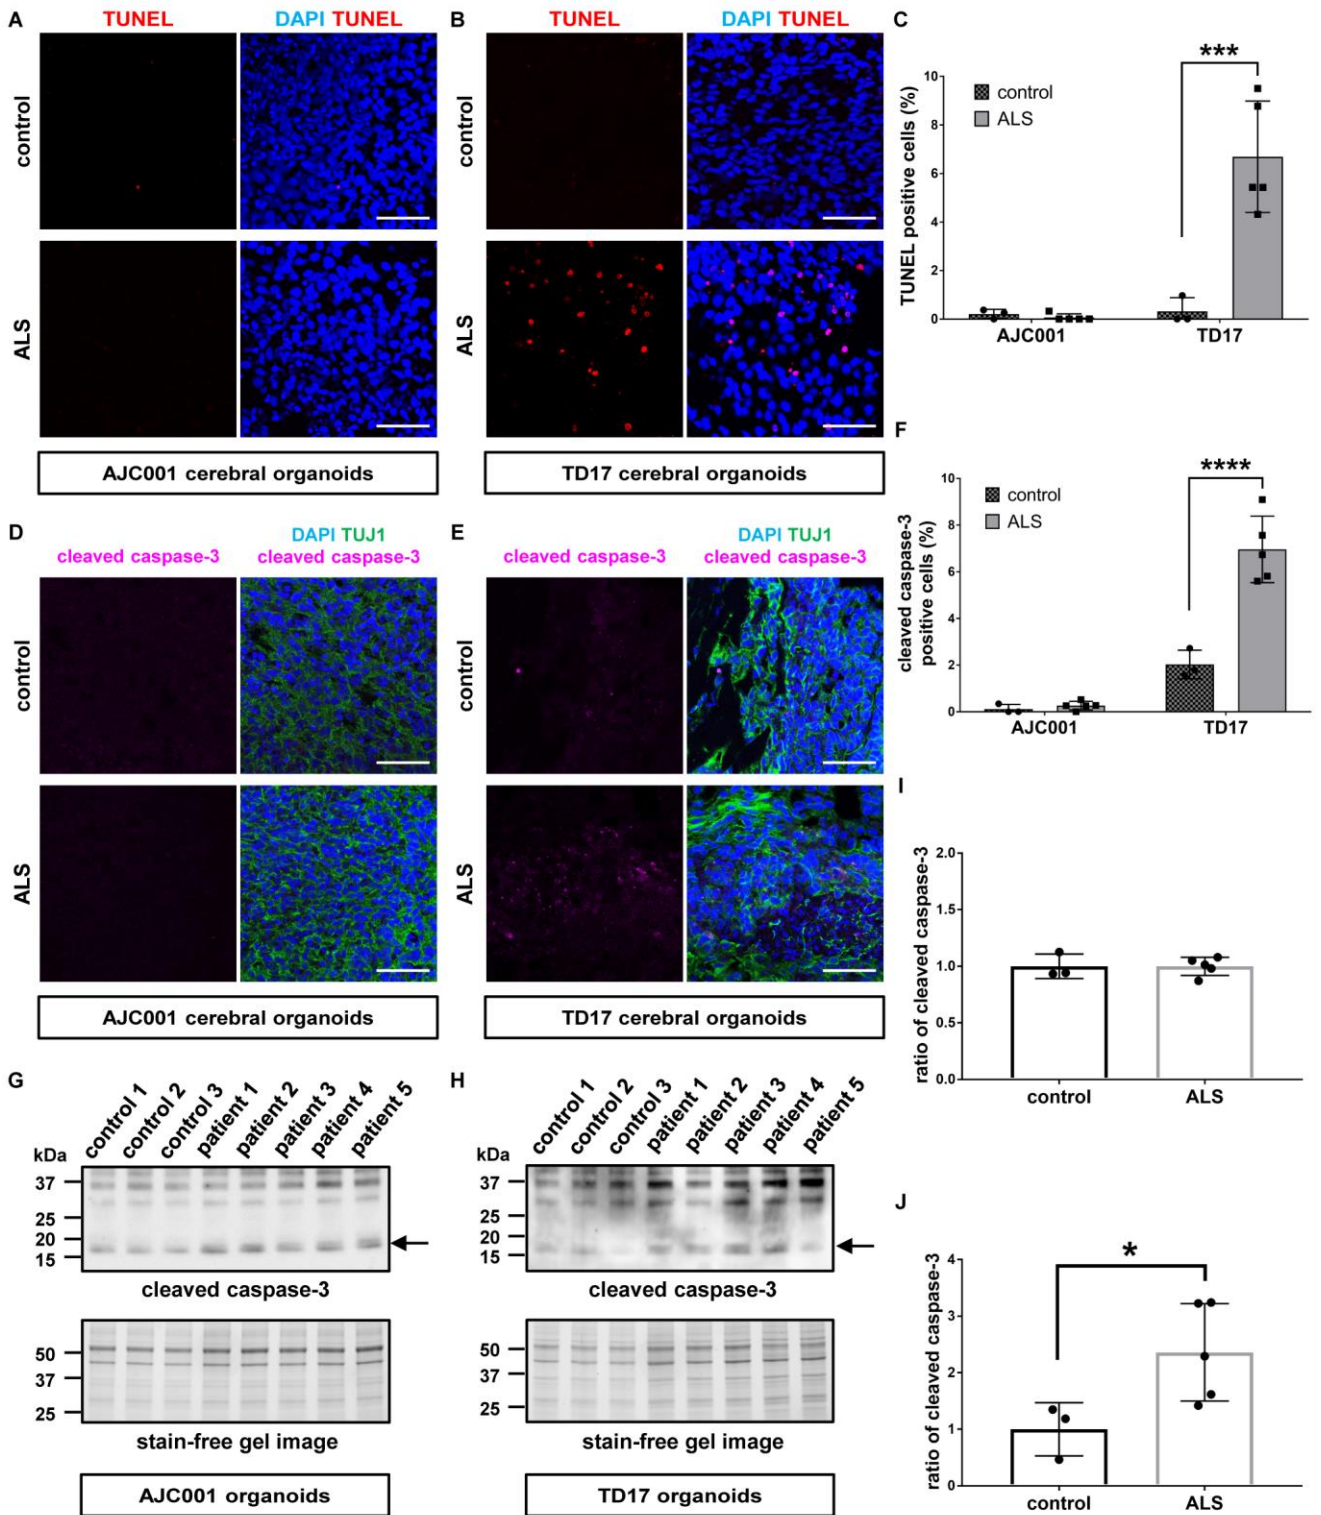 A
TUNEL
DAPI TUNEL
control
ALS
AJC001 cerebral organoids
B
TUNEL
DAPI TUNEL
control
ALS
TD17 cerebral organoids
C
***
control
ALS
TUNEL positive cells (%)
10
8
6
4
2
0
AJC001
TD17
D
cleaved caspase-3
DAPI TUJ1
cleaved caspase-3
control
ALS
AJC001 cerebral organoids
E
cleaved caspase-3
DAPI TUJ1
cleaved caspase-3
control
ALS
TD17 cerebral organoids
F
****
control
ALS
cleaved caspase-3
positive cells (%)
10
8
6
4
2
0
AJC001
TD17
G
control 1
control 2
control 3
patient 1
patient 2
patient 3
patient 4
patient 5
kDa
37
25
20
15
cleaved caspase-3
50
37
25
stain-free gel image
AJC001 organoids
H
control 1
control 2
control 3
patient 1
patient 2
patient 3
patient 4
patient 5
kDa
37
25
20
15
cleaved caspase-3
50
37
25
stain-free gel image
TD17 organoids
I
ratio of cleaved caspase-3
2.0
1.5
1.0
0.5
0.0
control
ALS
J
*
ratio of cleaved caspase-3
4
3
2
1
0
control
ALS